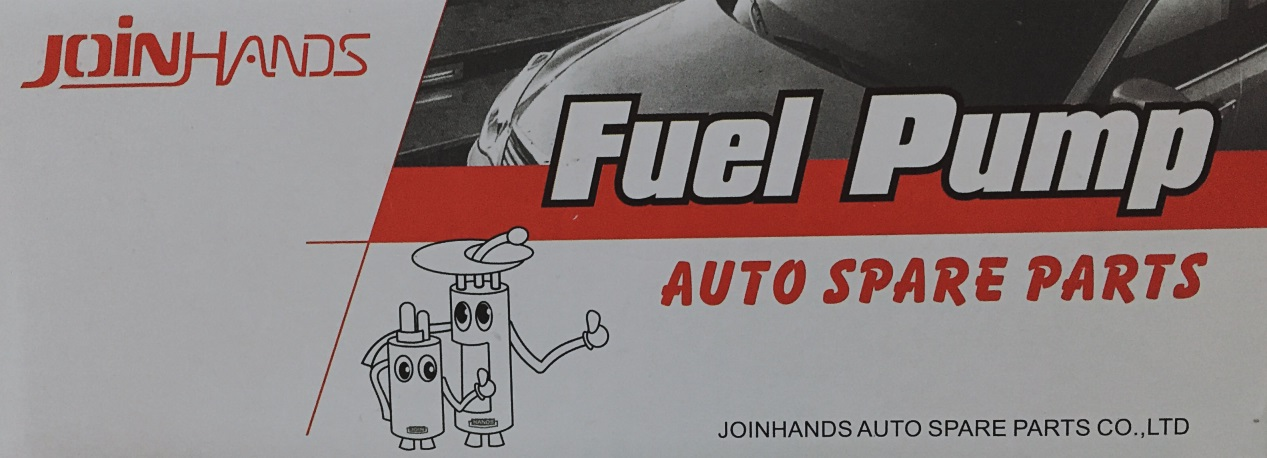 JOINHANDS
Fuel Pump
AUTO SPARE PARTS
JOINHANDS AUTO SPARE PARTS CO.,LTD